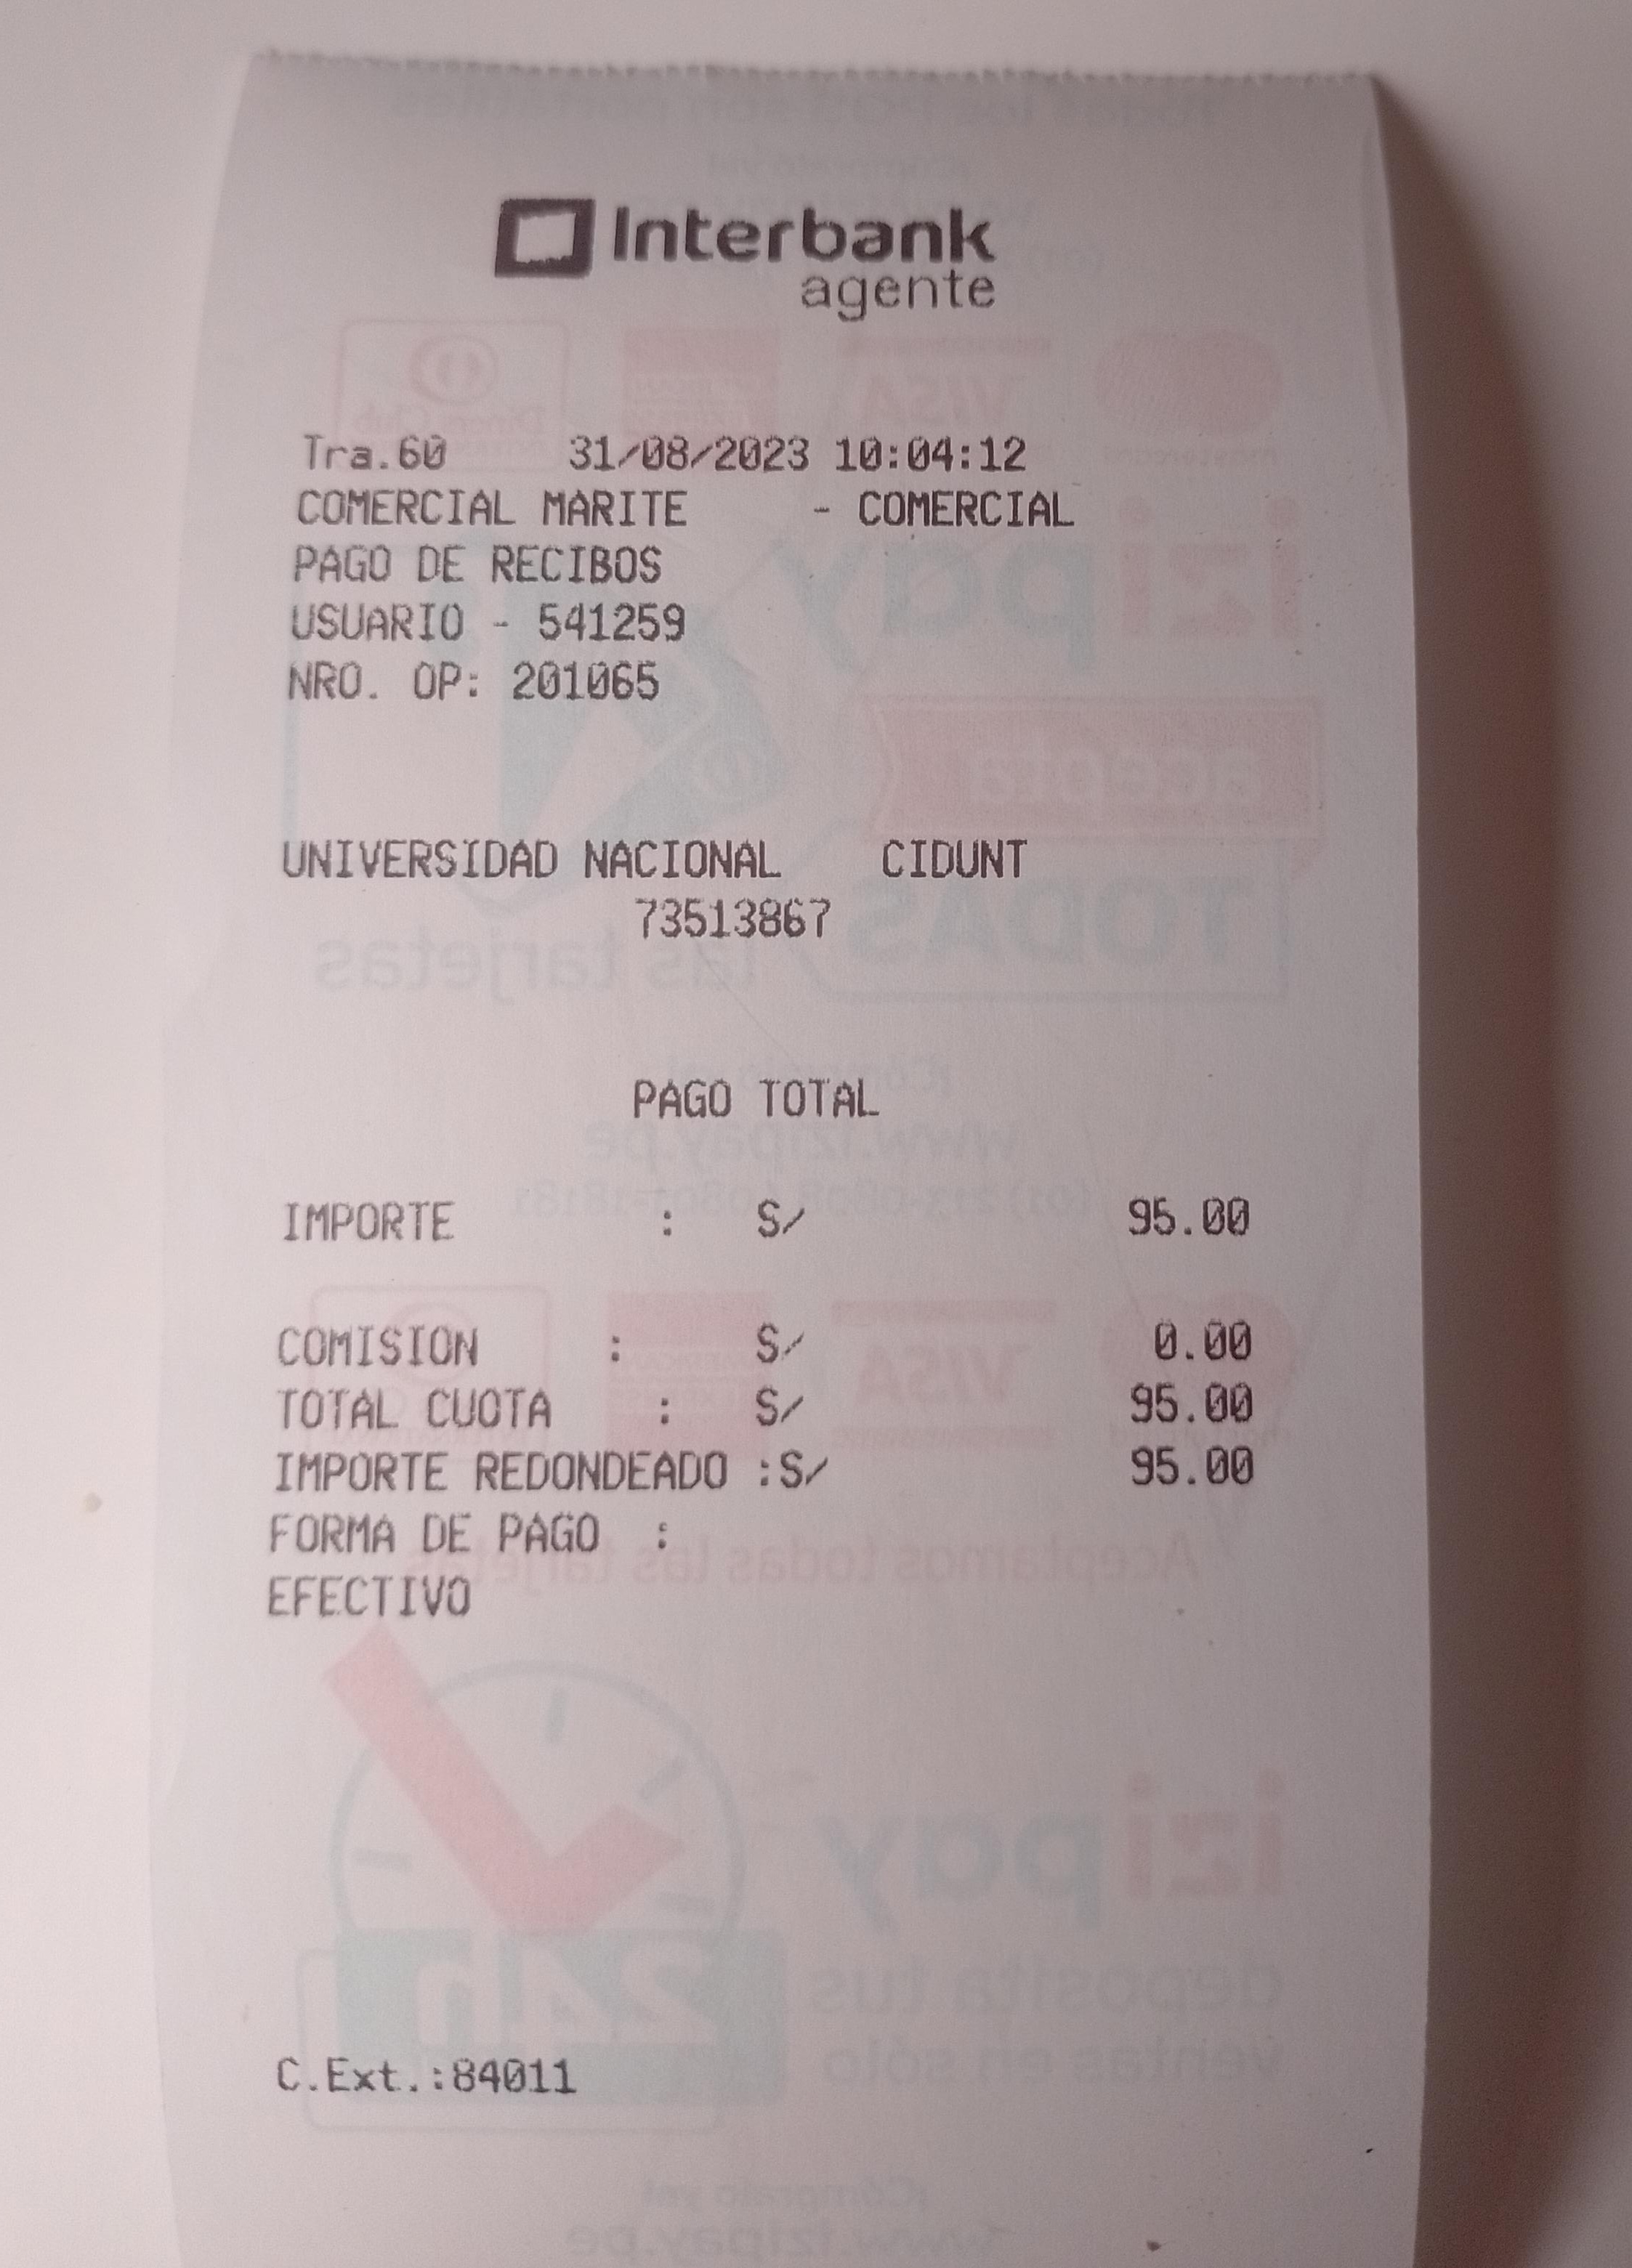 Interbank
agente
Tra.60 31/08/2023 10:04:12
COMERCIAL MARITE - COMERCIAL
PAGO DE RECIBOS
USUARIO - 541259
NRO. OP: 201065
UNIVERSIDAD NACIONAL CIDUNT
73513867
PAGO TOTAL
IMPORTE : S/ 95.00
COMISION : S/ 0.00
TOTAL CUOTA : S/ 95.00
IMPORTE REDONDEADO :S/ 95.00
FORMA DE PAGO :
EFECTIVO
C.Ext.:84011